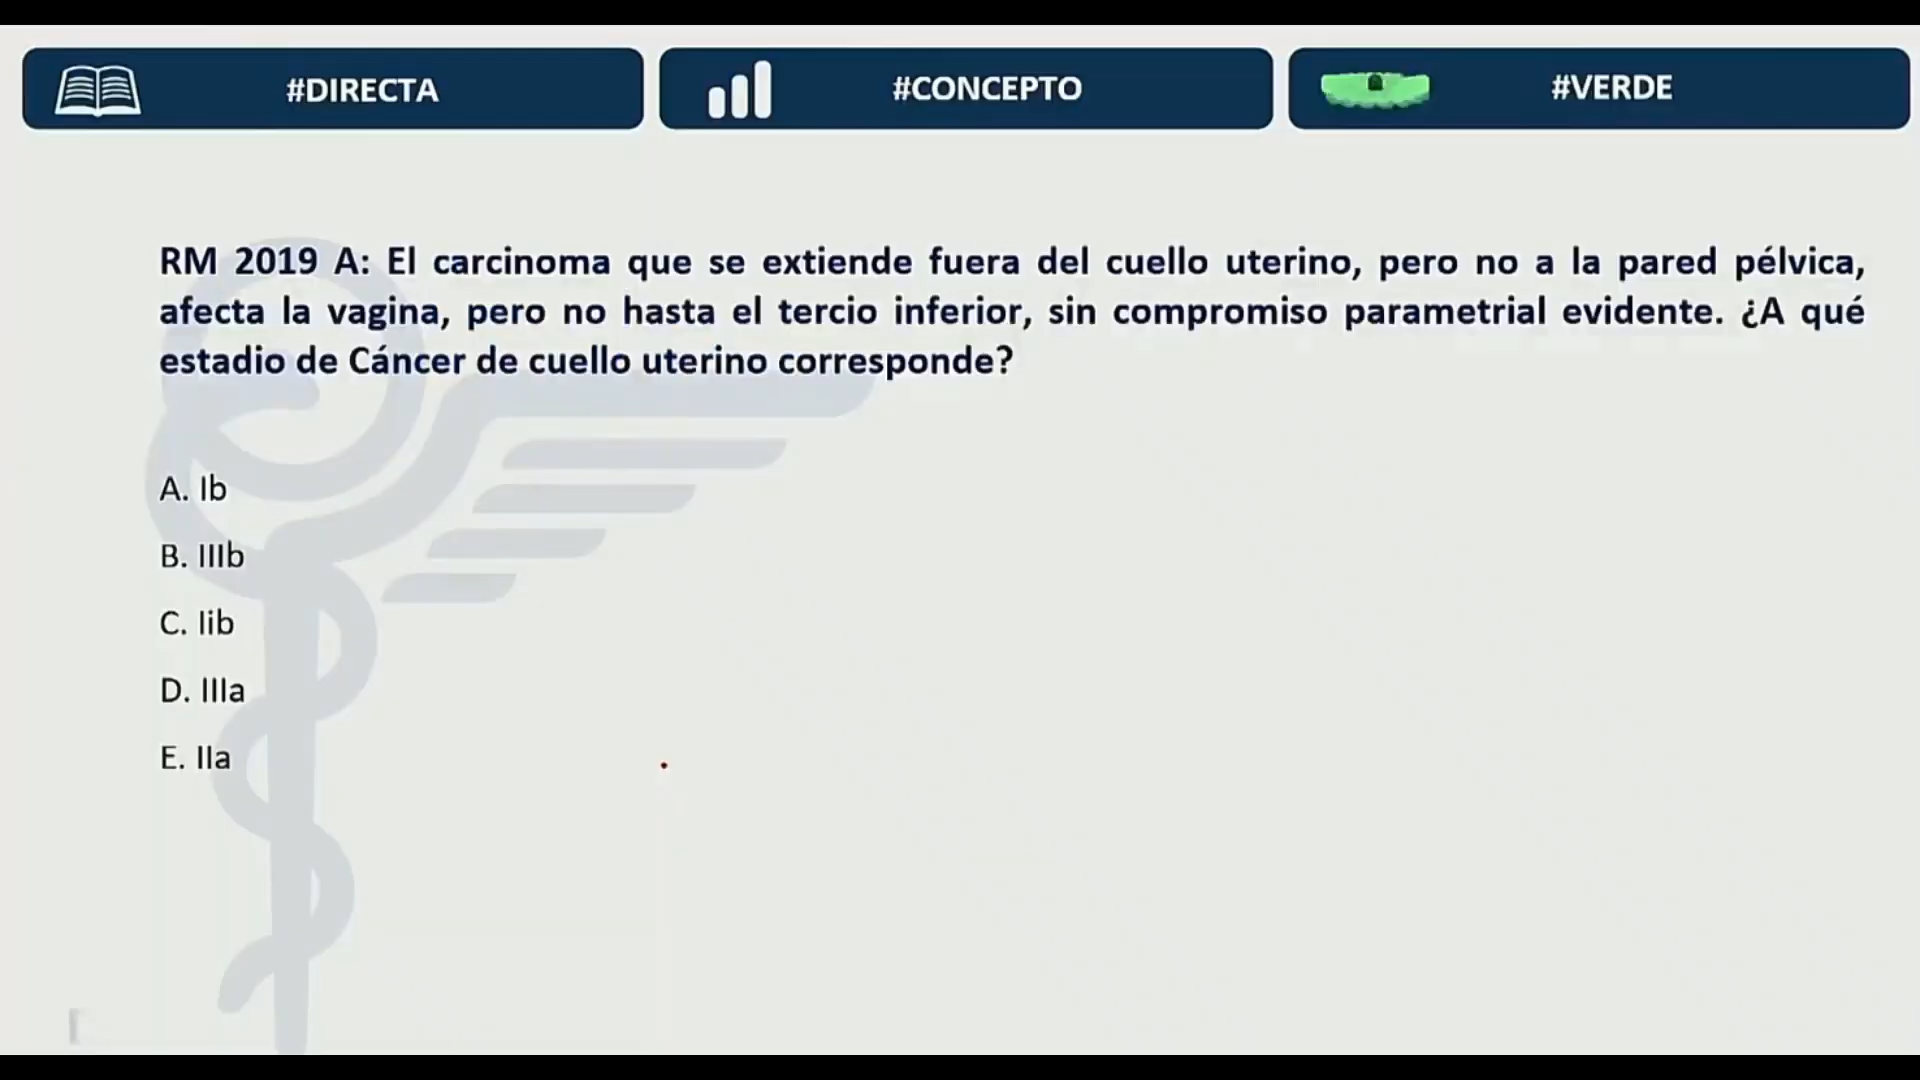 #DIRECTA
#CONCEPTO
#VERDE
RM 2019 A: El carcinoma que se extiende fuera del cuello uterino, pero no a la pared pélvica,
afecta la vagina, pero no hasta el tercio inferior, sin compromiso parametrial evidente. ¿A qué
estadio de Cáncer de cuello uterino corresponde?
A. Ib
B. IIIb
C. Iib
D. IIIa
E. IIa